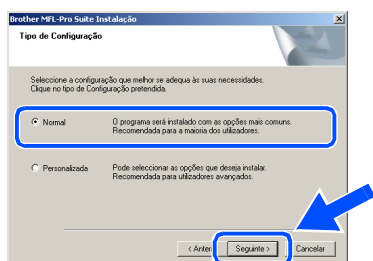 Brother MFL-Pro Suite Instalação
Tipo de Configuração
Seleccione a configuração que melhor se adequa às suas necessidades.
Clique no tipo de Configuração pretendida.
Normal
O programa será instalado com as opções mais comuns.
Recomendada para a maioria dos utilizadores.
Personalizada
Pode seleccionar as opções que deseja instalar.
Recomendada para utilizadores avançados.
< Anteri Seguinte > Cancelar